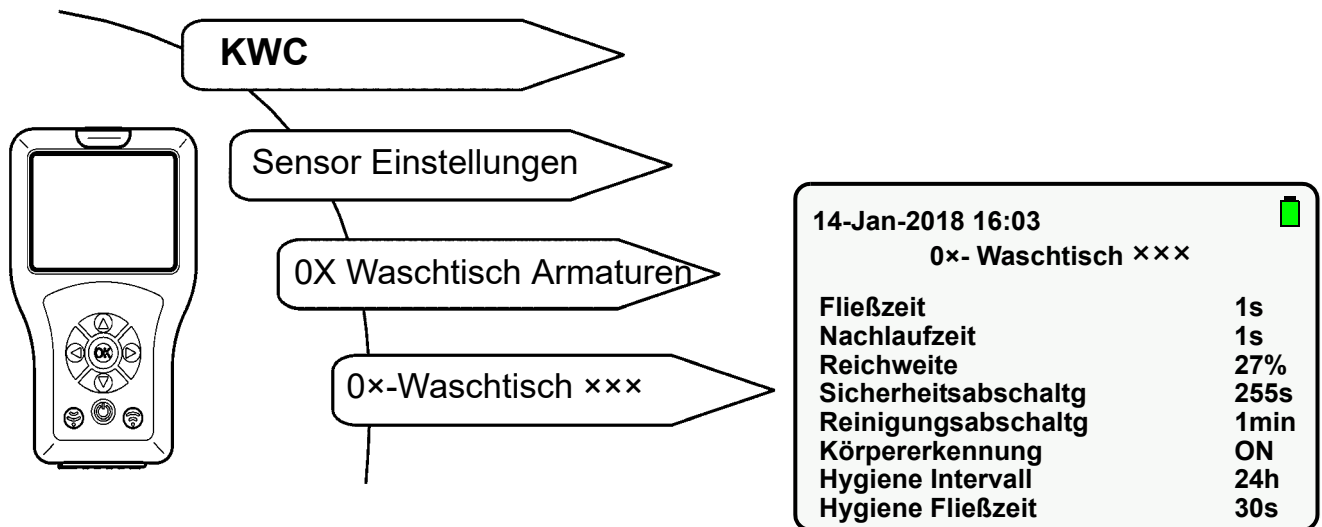 KWC
Sensor Einstellungen
0X Waschtisch Armaturen
0×-Waschtisch ×××
OK
14-Jan-2018 16:03
0×- Waschtisch ×××
Fließzeit 1s
Nachlaufzeit 1s
Reichweite 27%
Sicherheitsabschaltg 255s
Reinigungsabschaltg 1min
Körpererkennung ON
Hygiene Intervall 24h
Hygiene Fließzeit 30s